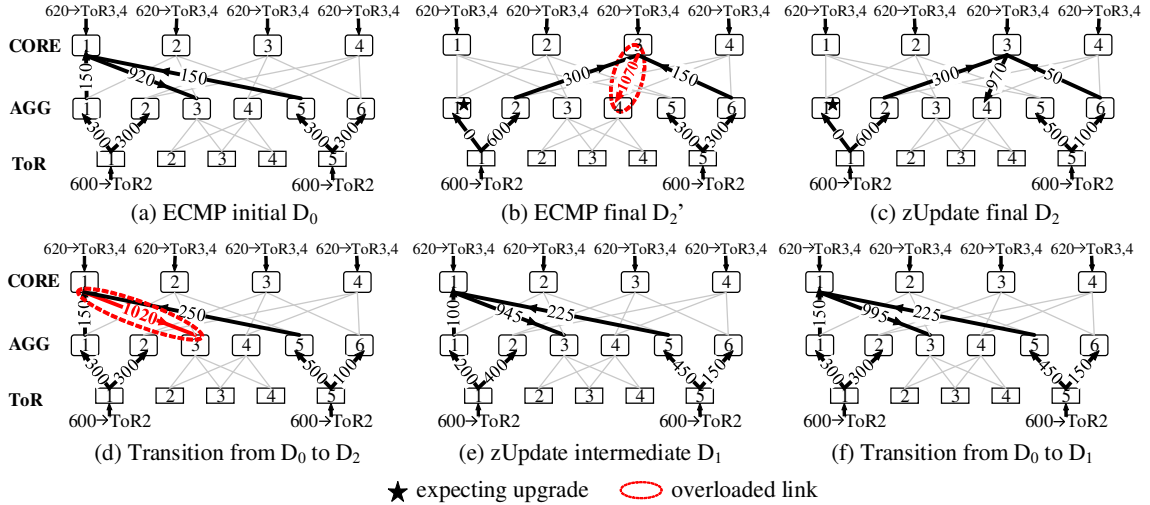 620→ToR3,4 620→ToR3,4 620→ToR3,4 620→ToR3,4
CORE 1 2 3 4
150 920 150
AGG 1 2 3 4 5 6
300 300 300 300
ToR 1 2 3 4 5
600→ToR2 600→ToR2
(a) ECMP initial D₀
620→ToR3,4 620→ToR3,4 620→ToR3,4 620→ToR3,4
1 2 3 4
300 1070 150
1 2 3 4 5 6
0 600 300 300
1 2 3 4 5
600→ToR2 600→ToR2
(b) ECMP final D₂’
620→ToR3,4 620→ToR3,4 620→ToR3,4 620→ToR3,4
1 2 3 4
300 970 50
1 2 3 4 5 6
0 600 500 100
1 2 3 4 5
600→ToR2 600→ToR2
(c) zUpdate final D₂
620→ToR3,4 620→ToR3,4 620→ToR3,4 620→ToR3,4
CORE 1 2 3 4
150 1020 250
AGG 1 2 3 4 5 6
300 300 500 100
ToR 1 2 3 4 5
600→ToR2 600→ToR2
(d) Transition from D₀ to D₂
620→ToR3,4 620→ToR3,4 620→ToR3,4 620→ToR3,4
1 2 3 4
100 945 225
1 2 3 4 5 6
200 400 450 150
1 2 3 4 5
600→ToR2 600→ToR2
(e) zUpdate intermediate D₁
620→ToR3,4 620→ToR3,4 620→ToR3,4 620→ToR3,4
1 2 3 4
150 995 225
1 2 3 4 5 6
300 300 450 150
1 2 3 4 5
600→ToR2 600→ToR2
(f) Transition from D₀ to D₁
expecting upgrade overloaded link